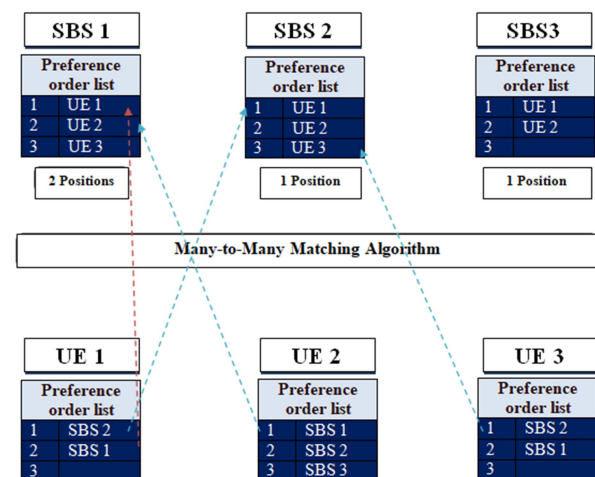 SBS 1
Preference
order list
1 UE 1
2 UE 2
3 UE 3
2 Positions
SBS 2
Preference
order list
1 UE 1
2 UE 2
3 UE 3
1 Position
SBS3
Preference
order list
1 UE 1
2 UE 2
3
1 Position
Many-to-Many Matching Algorithm
UE 1
Preference
order list
1 SBS 2
2 SBS 1
3
UE 2
Preference
order list
1 SBS 1
2 SBS 2
3 SBS 3
UE 3
Preference
order list
1 SBS 2
2 SBS 1
3